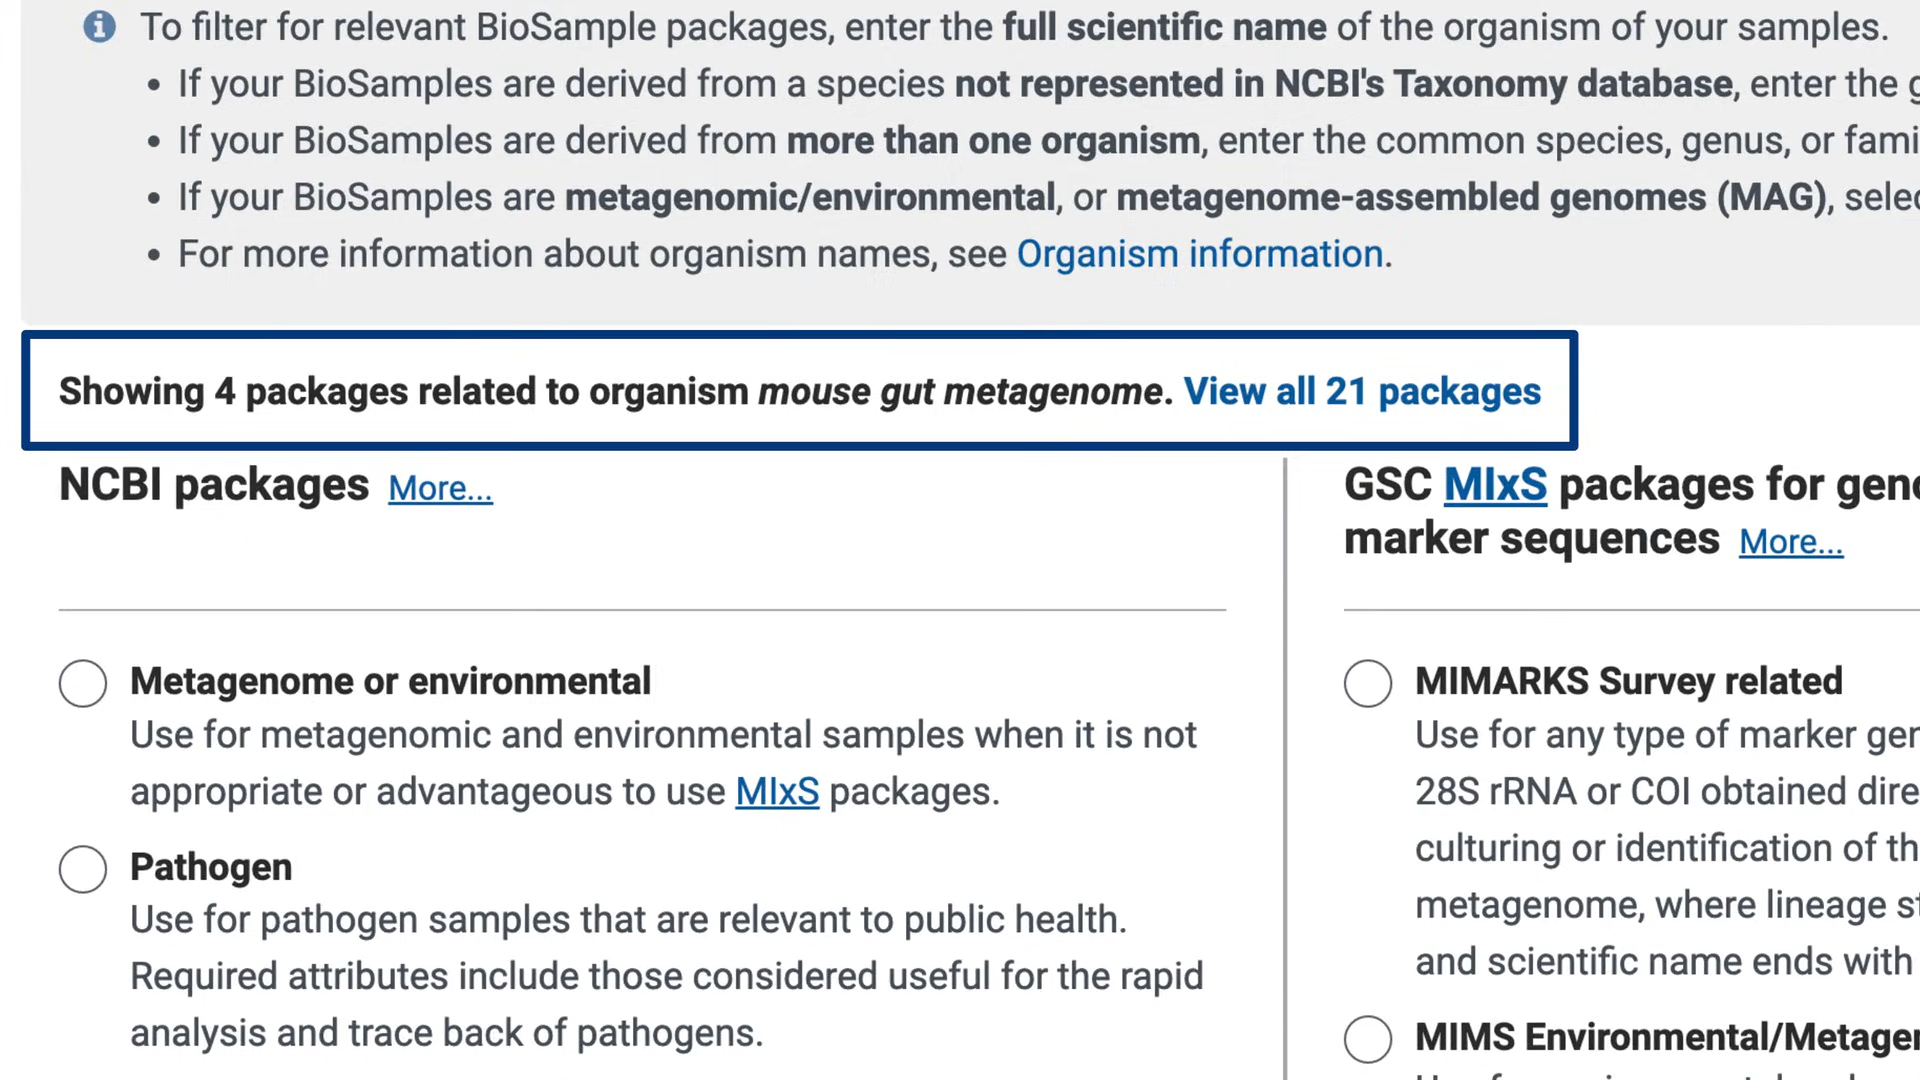 To filter for relevant BioSample packages, enter the full scientific name of the organism of your samples.
• If your BioSamples are derived from a species not represented in NCBI's Taxonomy database, enter the
• If your BioSamples are derived from more than one organism, enter the common species, genus, or
• If your BioSamples are metagenomic/environmental, or metagenome-assembled genomes (MAG),
• For more information about organism names, see Organism information.
Showing 4 packages related to organism mouse gut metagenome. View all 21 packages
NCBI packages More...
Metagenome or environmental
Use for metagenomic and environmental samples when it is not
appropriate or advantageous to use MIxS packages.
Pathogen
Use for pathogen samples that are relevant to public health.
Required attributes include those considered useful for the rapid
analysis and trace back of pathogens.
GSC MIxS packages for
marker sequences More...
MIMARKS Survey related
Use for any type of marker
28S rRNA or COI obtained
culturing or identification of
metagenome, where lineage
and scientific name ends with
MIMS